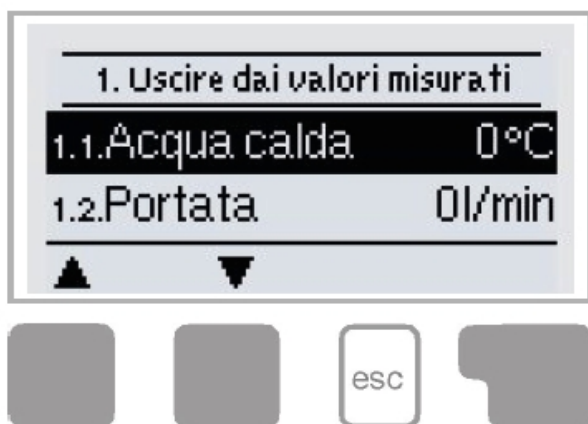 1. Uscire dai valori misurati
1.1.Acqua calda 0°C
1.2.Portata 0l/min
esc